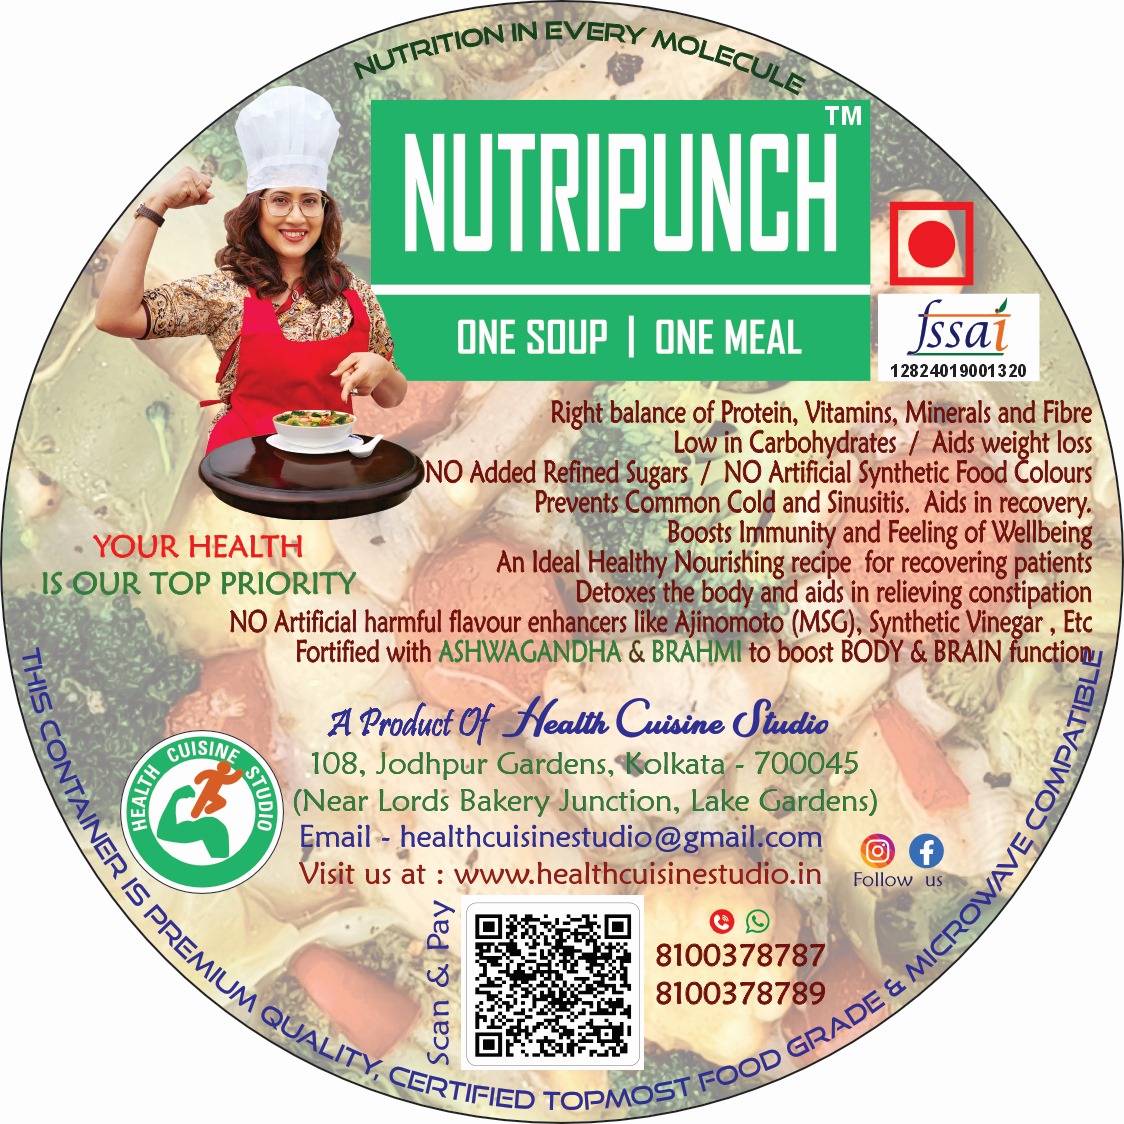 NUTRITION IN EVERY MOLECULE
NUTRIPUNCH TM
ONE SOUP | ONE MEAL
fssai
12824019001320
Right balance of Protein, Vitamins, Minerals and Fibre
Low in Carbohydrates / Aids weight loss
NO Added Refined Sugars / NO Artificial Synthetic Food Colours
Prevents Common Cold and Sinusitis. Aids in recovery.
Boosts Immunity and Feeling of Wellbeing
An Ideal Healthy Nourishing recipe for recovering patients
Detoxes the body and aids in relieving constipation
NO Artificial harmful flavour enhancers like Ajinomoto (MSG), Synthetic Vinegar , Etc
Fortified with ASHWAGANDHA & BRAHMI to boost BODY & BRAIN function
YOUR HEALTH
IS OUR TOP PRIORITY
A Product Of Health Cuisine Studio
108, Jodhpur Gardens, Kolkata - 700045
(Near Lords Bakery Junction, Lake Gardens)
Email - healthcuisinestudio@gmail.com
Visit us at : www.healthcuisinestudio.in
HEALTH CUISINE STUDIO
Follow us
Scan & Pay
8100378787
8100378789
THIS CONTAINER IS PREMIUM QUALITY, CERTIFIED TOPMOST FOOD GRADE & MICROWAVE COMPATIBLE